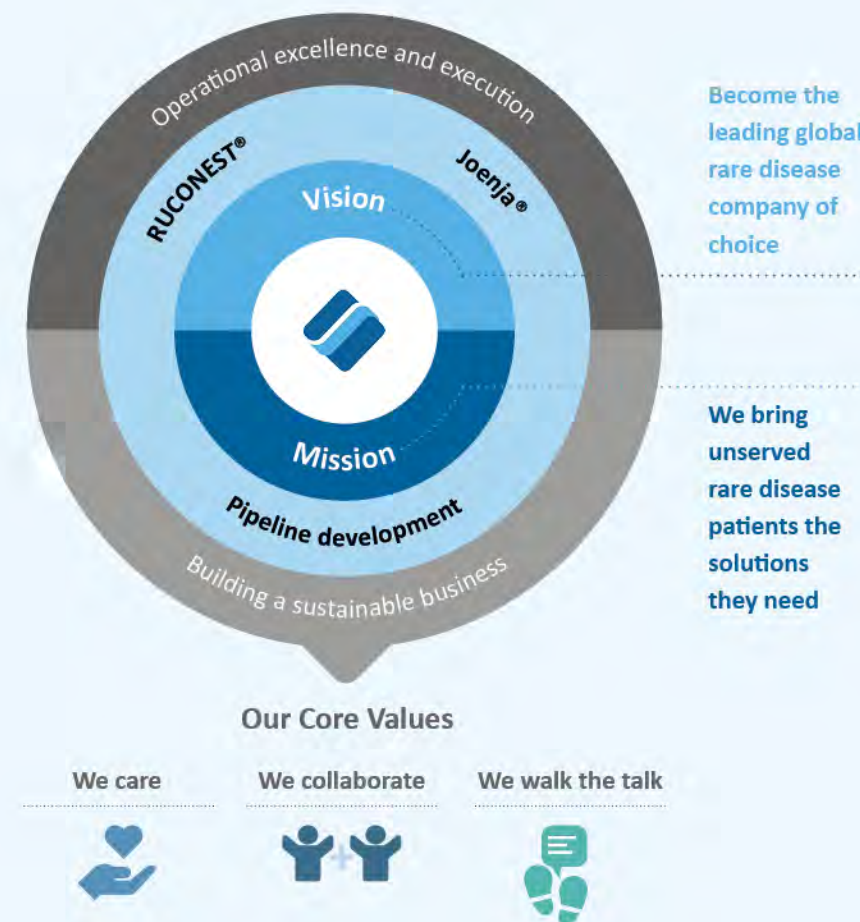 Operational excellence and execution
RUCONEST®
Joenja®
Vision
Mission
Pipeline development
Building a sustainable business
Become the
leading global
rare disease
company of
choice
We bring
unserved
rare disease
patients the
solutions
they need
Our Core Values
We care
We collaborate
We walk the talk